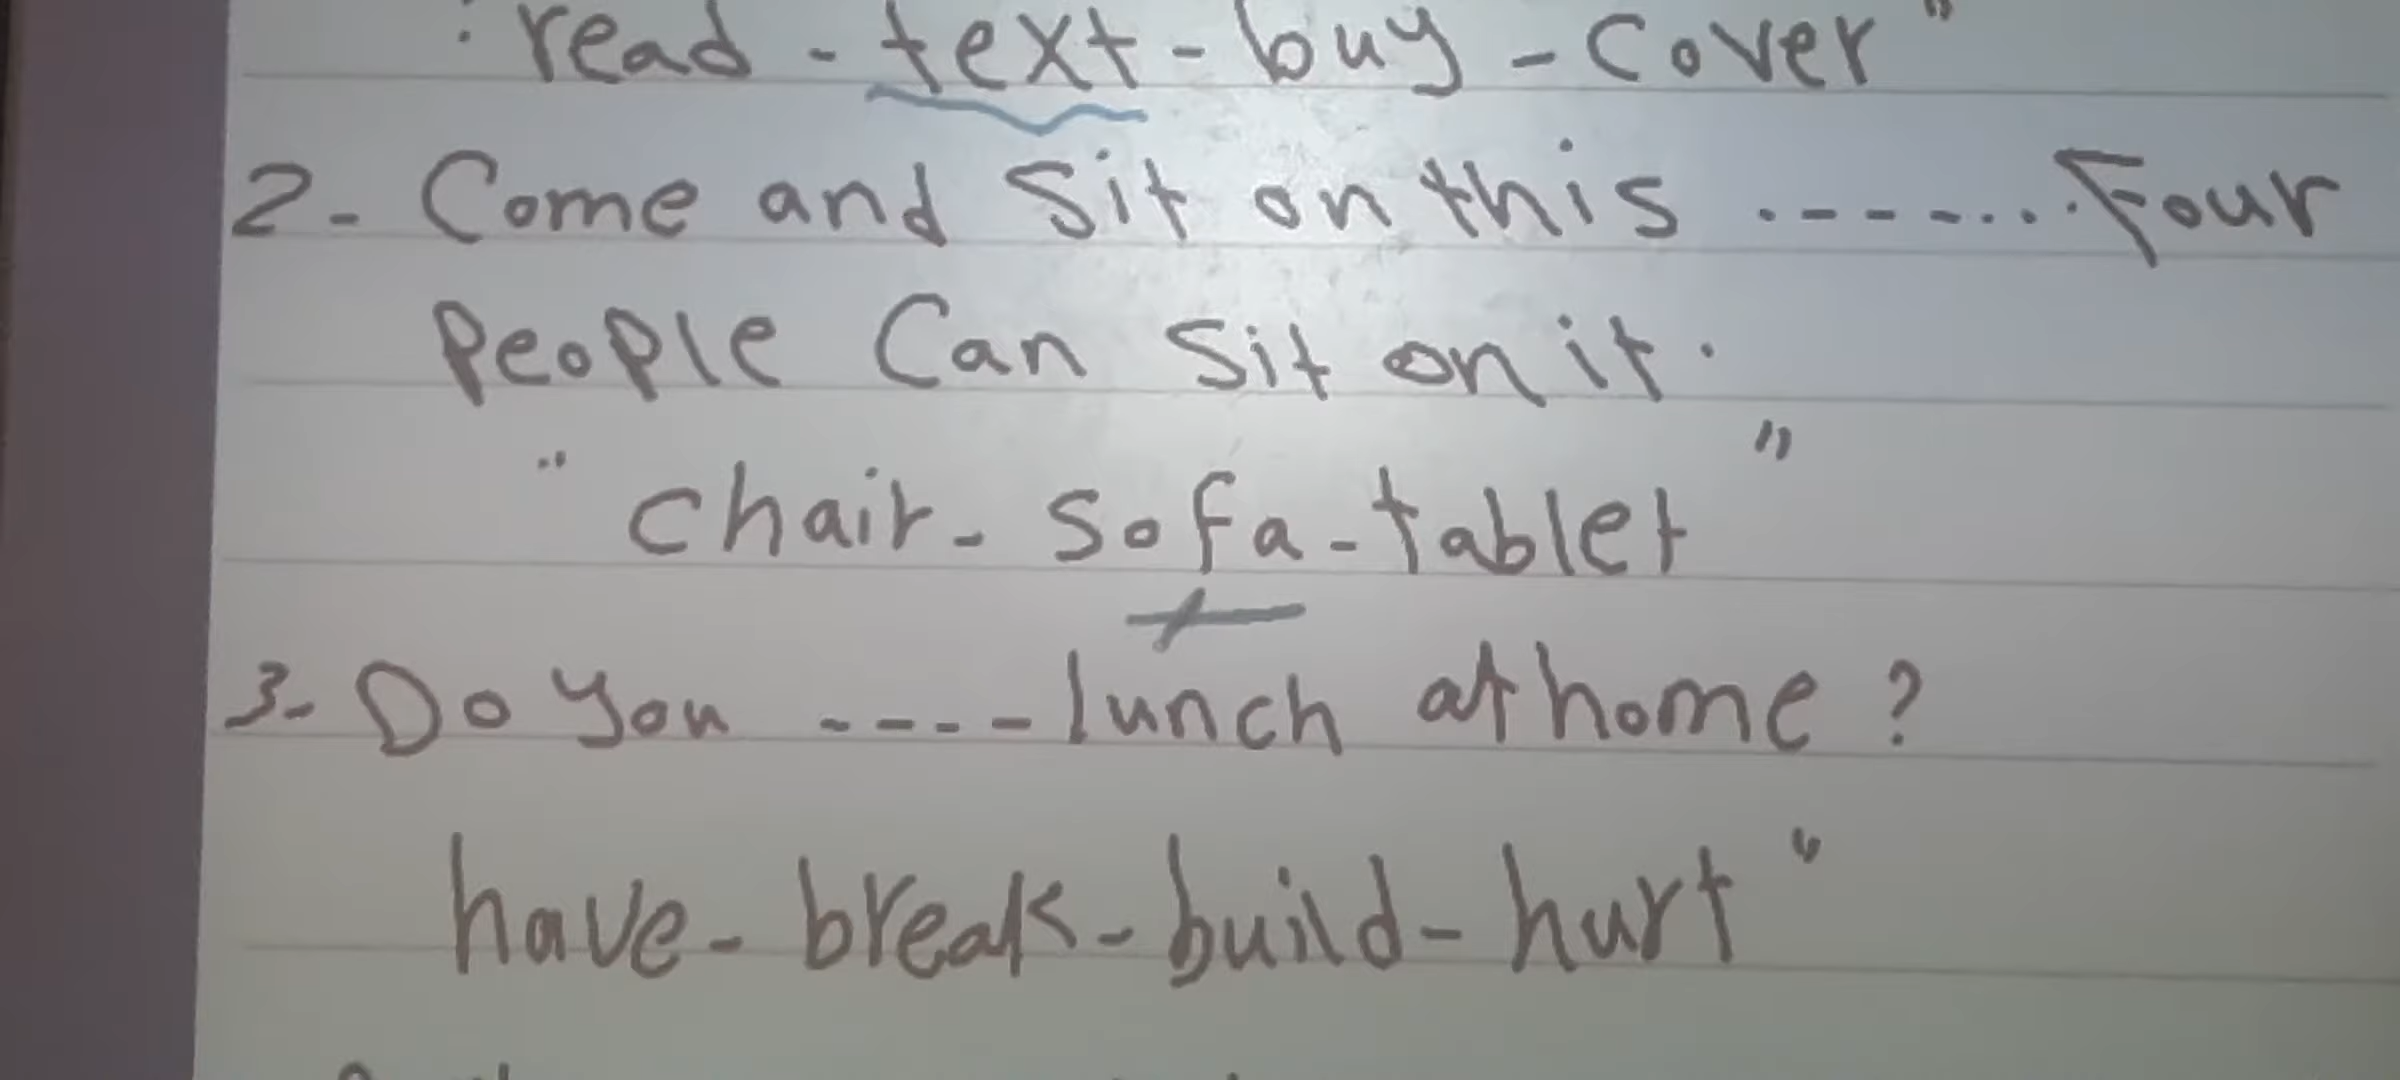 : read - text - buy - Cover "
2- Come and Sit on this ......... Four
People Can Sit on it.
" chair - Sofa - tablet "
3- Do you ---- lunch at home ?
have - break - build - hurt "